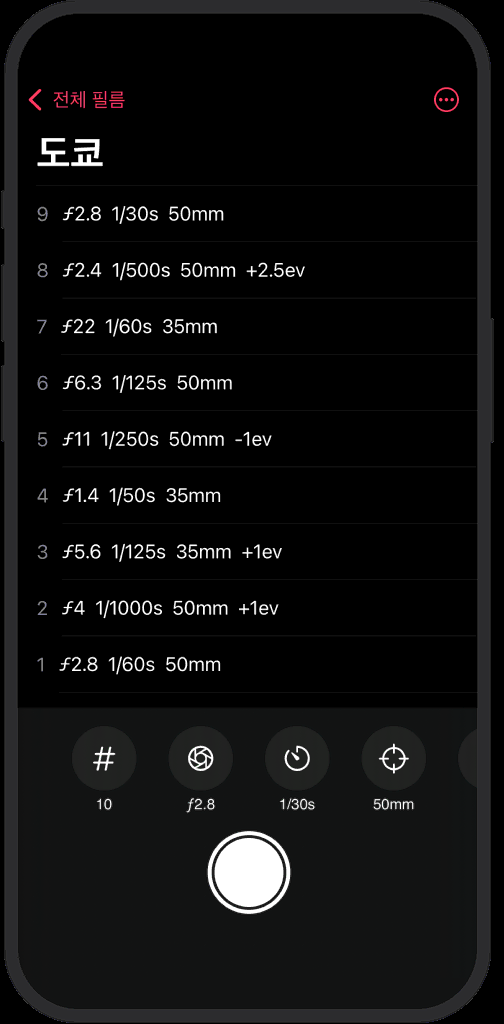 전체 필름
도쿄
9 ƒ2.8 1/30s 50mm
8 ƒ2.4 1/500s 50mm +2.5ev
7 ƒ22 1/60s 35mm
6 ƒ6.3 1/125s 50mm
5 ƒ11 1/250s 50mm -1ev
4 ƒ1.4 1/50s 35mm
3 ƒ5.6 1/125s 35mm +1ev
2 ƒ4 1/1000s 50mm +1ev
1 ƒ2.8 1/60s 50mm
#
10 ƒ2.8 1/30s 50mm